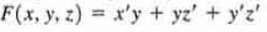 F(x, y, z) = x'y + yz' + y'z'